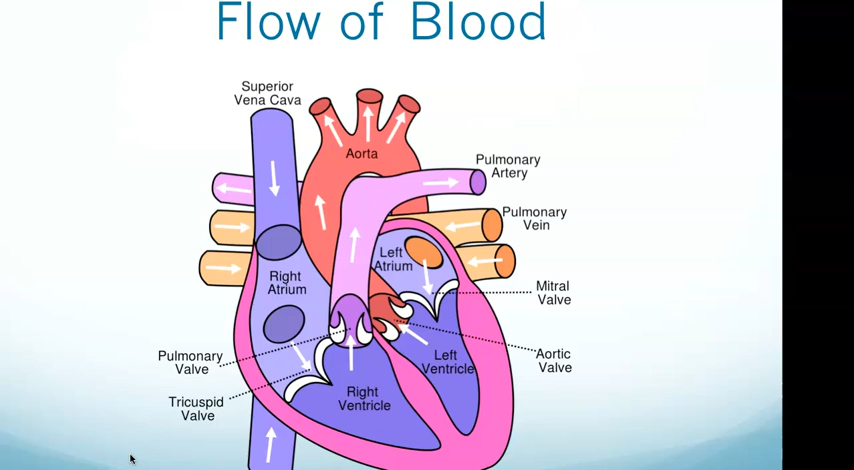 Flow of Blood
Superior
Vena Cava
Aorta
Pulmonary
Artery
Pulmonary
Vein
Left
Atrium
Right
Atrium
Mitral
Valve
Pulmonary
Valve
Left
Ventricle
Aortic
Valve
Tricuspid
Valve
Right
Ventricle